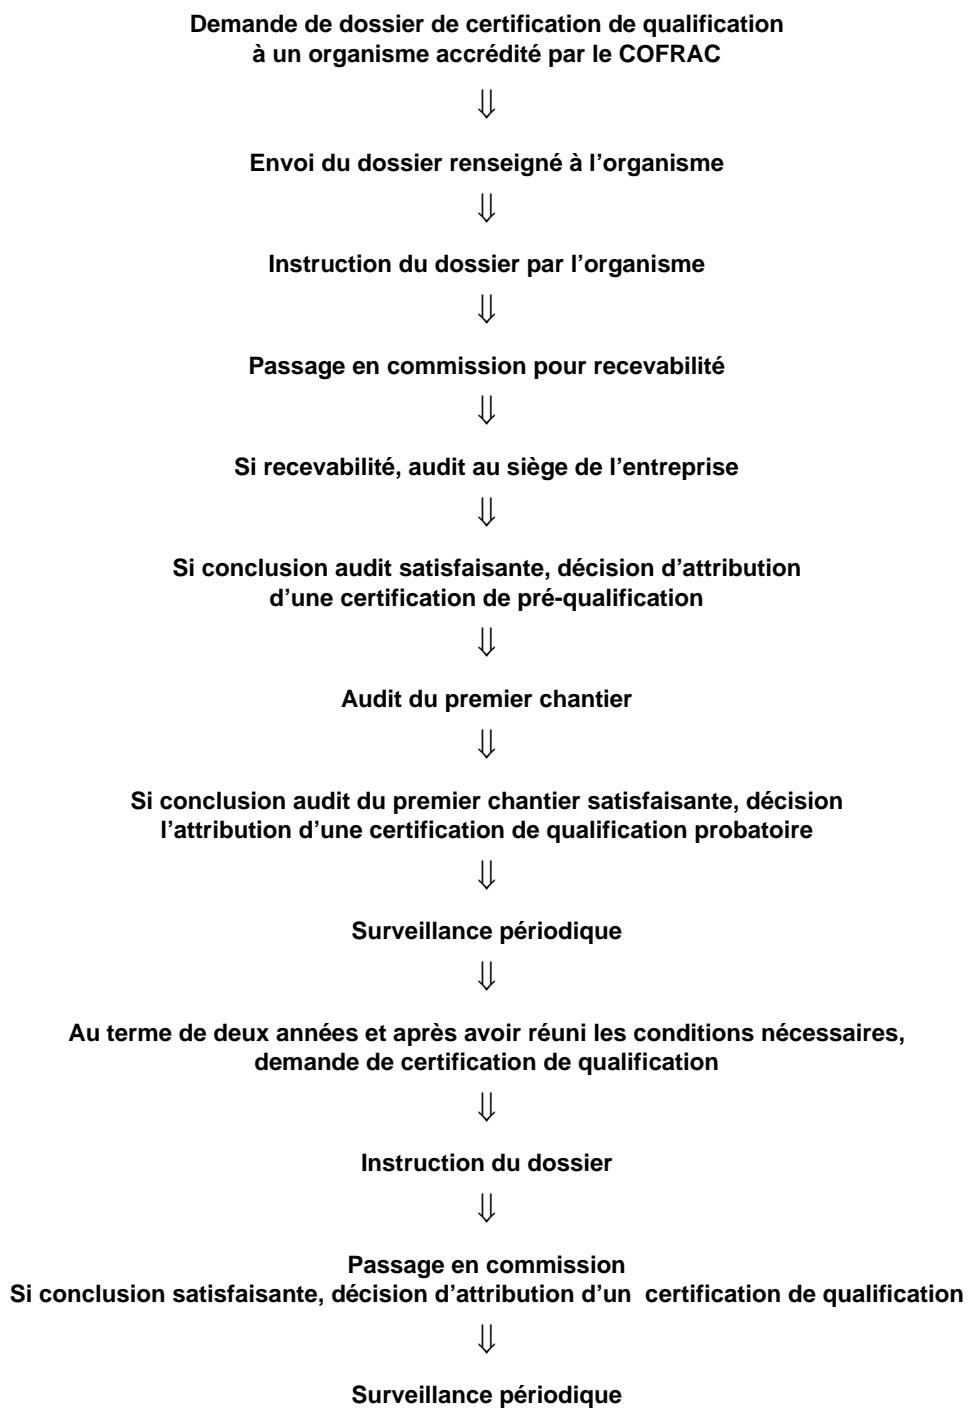 Demande de dossier de certification de qualification
à un organisme accrédité par le COFRAC
⇓
Envoi du dossier renseigné à l’organisme
⇓
Instruction du dossier par l’organisme
⇓
Passage en commission pour recevabilité
⇓
Si recevabilité, audit au siège de l’entreprise
⇓
Si conclusion audit satisfaisante, décision d’attribution
d’une certification de pré-qualification
⇓
Audit du premier chantier
⇓
Si conclusion audit du premier chantier satisfaisante, décision
l’attribution d’une certification de qualification probatoire
⇓
Surveillance périodique
⇓
Au terme de deux années et après avoir réuni les conditions nécessaires,
demande de certification de qualification
⇓
Instruction du dossier
⇓
Passage en commission
Si conclusion satisfaisante, décision d’attribution d’un  certification de qualification
⇓
Surveillance périodique